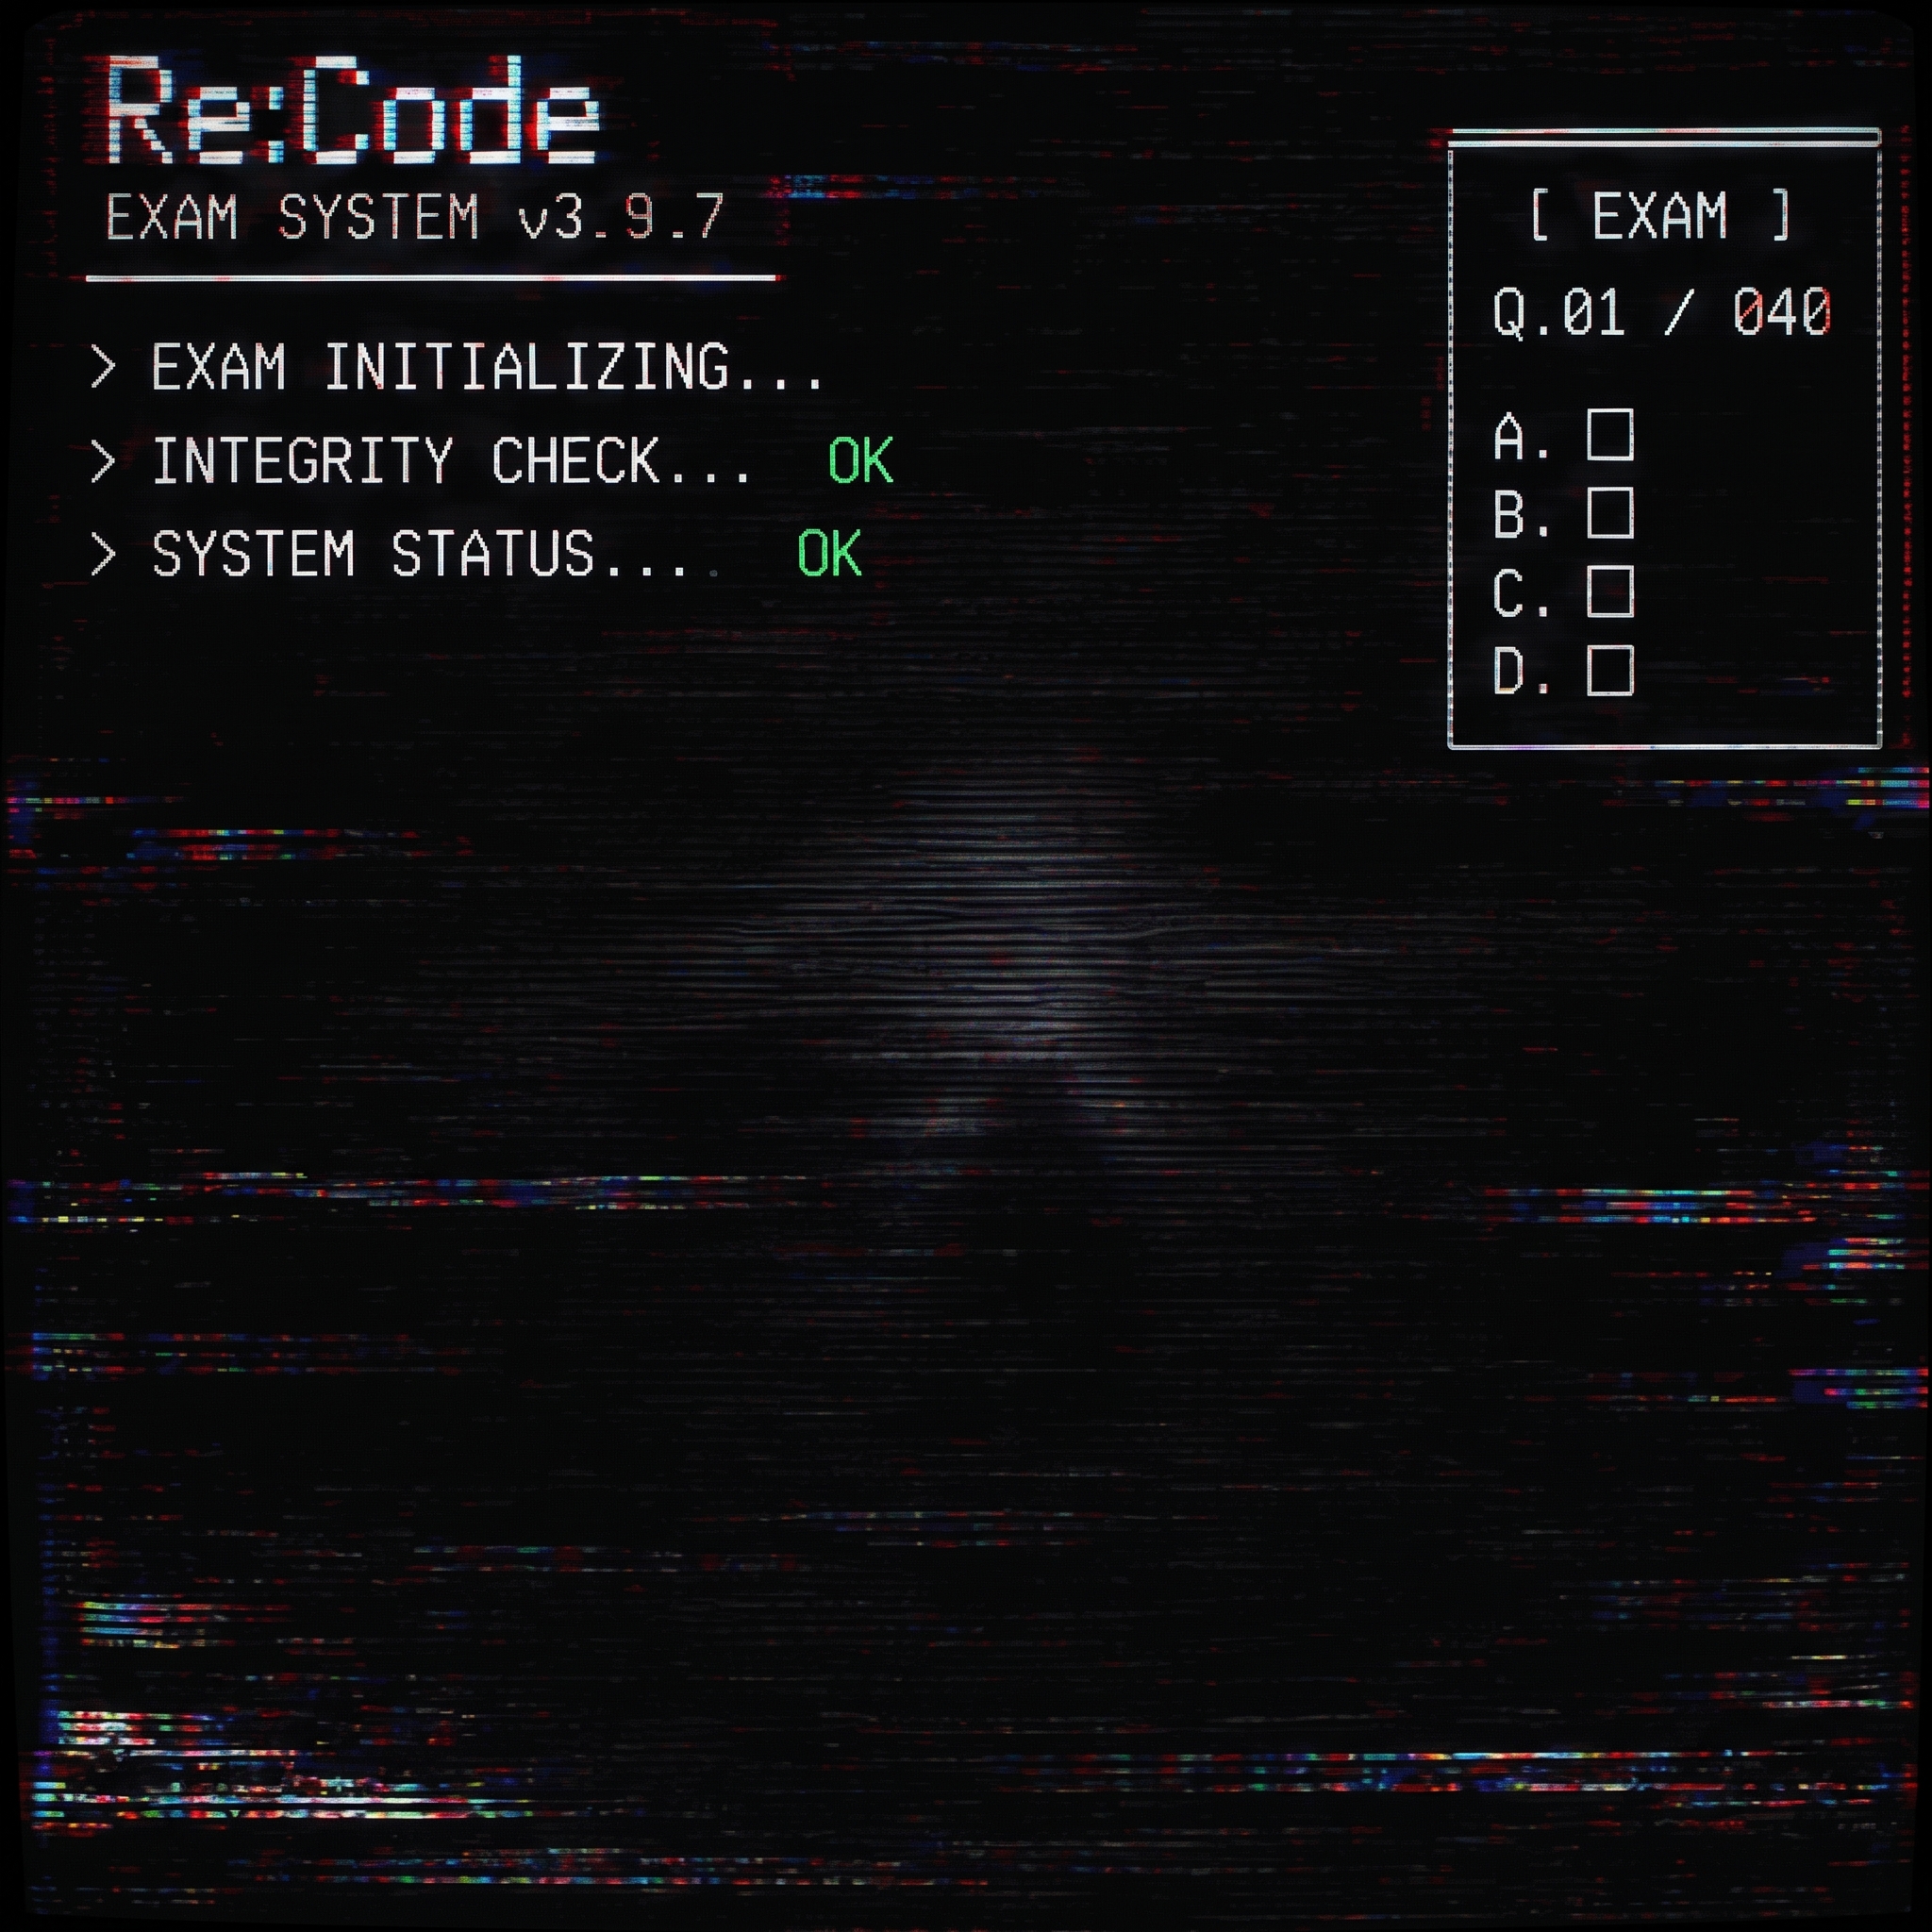 Re:Code
EXAM SYSTEM v3.9.7
> EXAM INITIALIZING...
> INTEGRITY CHECK... OK
> SYSTEM STATUS... OK
[ EXAM ]
Q.01 / 040
A. □
B. □
C. □
D. □